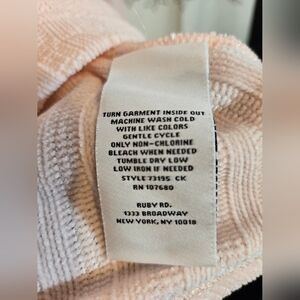 TURN GARMENT INSIDE OUT
MACHINE WASH COLD
WITH LIKE COLORS
GENTLE CYCLE
ONLY NON-CHLORINE
BLEACH WHEN NEEDED
TUMBLE DRY LOW
LOW IRON IF NEEDED
STYLE 73195 CK
RN 107680
RUBY RD.
1333 BROADWAY
NEW YORK, NY 10018